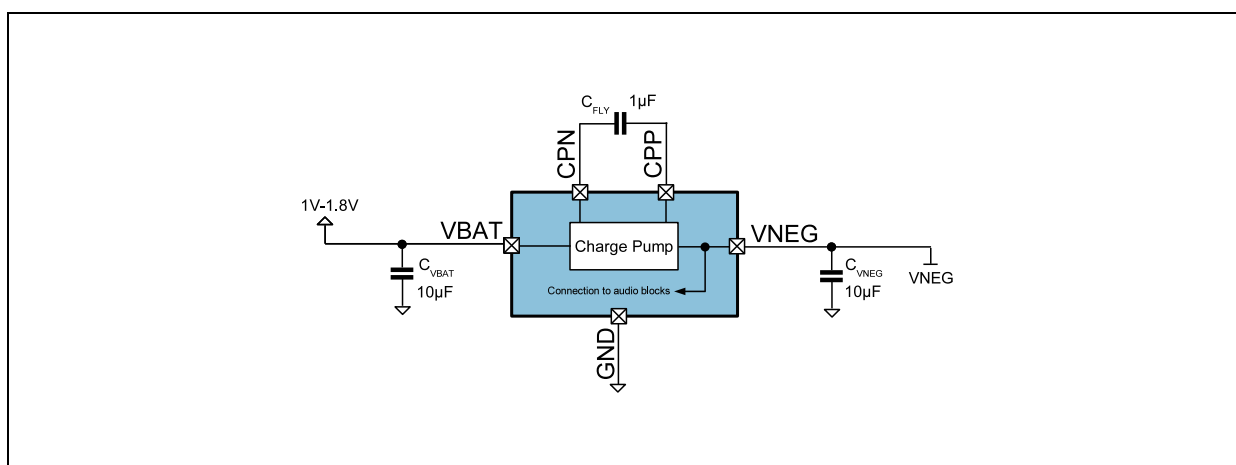 C_FLY 1µF
CPN
CPP
1V-1.8V
VBAT
Charge Pump
VNEG
C_VBAT
10µF
Connection to audio blocks
C_VNEG
10µF
VNEG
GND